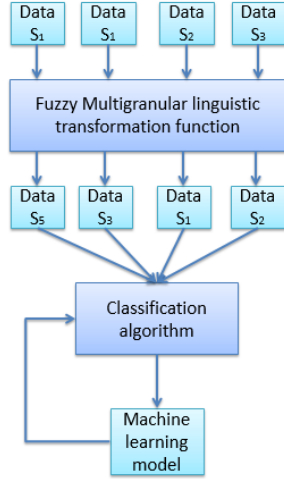 Data Data Data Data
S1 S1 S2 S3
Fuzzy Multigranular linguistic
transformation function
Data Data Data Data
S5 S3 S1 S2
Classification
algorithm
Machine
learning
model